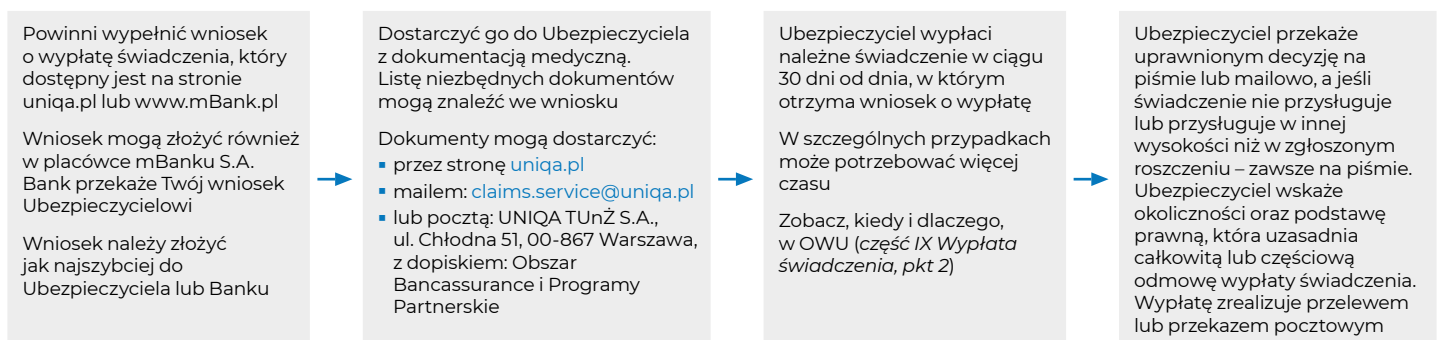 Powinni wypełnić wniosek
o wypłatę świadczenia, który
dostępny jest na stronie
uniqa.pl lub www.mBank.pl
Wniosek mogą złożyć również
w placówce mBanku S.A.
Bank przekaże Twój wniosek
Ubezpieczycielowi
Wniosek należy złożyć
jak najszybciej do
Ubezpieczyciela lub Banku
Dostarczyć go do Ubezpieczyciela
z dokumentacją medyczną.
Listę niezbędnych dokumentów
mogą znaleźć we wniosku
Dokumenty mogą dostarczyć:
▪ przez stronę uniqa.pl
▪ mailem: claims.service@uniqa.pl
▪ lub pocztą: UNIQA TUnŻ S.A.,
ul. Chłodna 51, 00-867 Warszawa,
z dopiskiem: Obszar
Bancassurance i Programy
Partnerskie
Ubezpieczyciel wypłaci
należne świadczenie w ciągu
30 dni od dnia, w którym
otrzyma wniosek o wypłatę
W szczególnych przypadkach
może potrzebować więcej
czasu
Zobacz, kiedy i dlaczego,
w OWU (część IX Wypłata
świadczenia, pkt 2)
Ubezpieczyciel przekaże
uprawnionym decyzję na
piśmie lub mailowo, a jeśli
świadczenie nie przysługuje
lub przysługuje w innej
wysokości niż w zgłoszonym
roszczeniu – zawsze na piśmie.
Ubezpieczyciel wskaże
okoliczności oraz podstawę
prawną, która uzasadnia
całkowitą lub częściową
odmowę wypłaty świadczenia.
Wypłatę zrealizuje przelewem
lub przekazem pocztowym